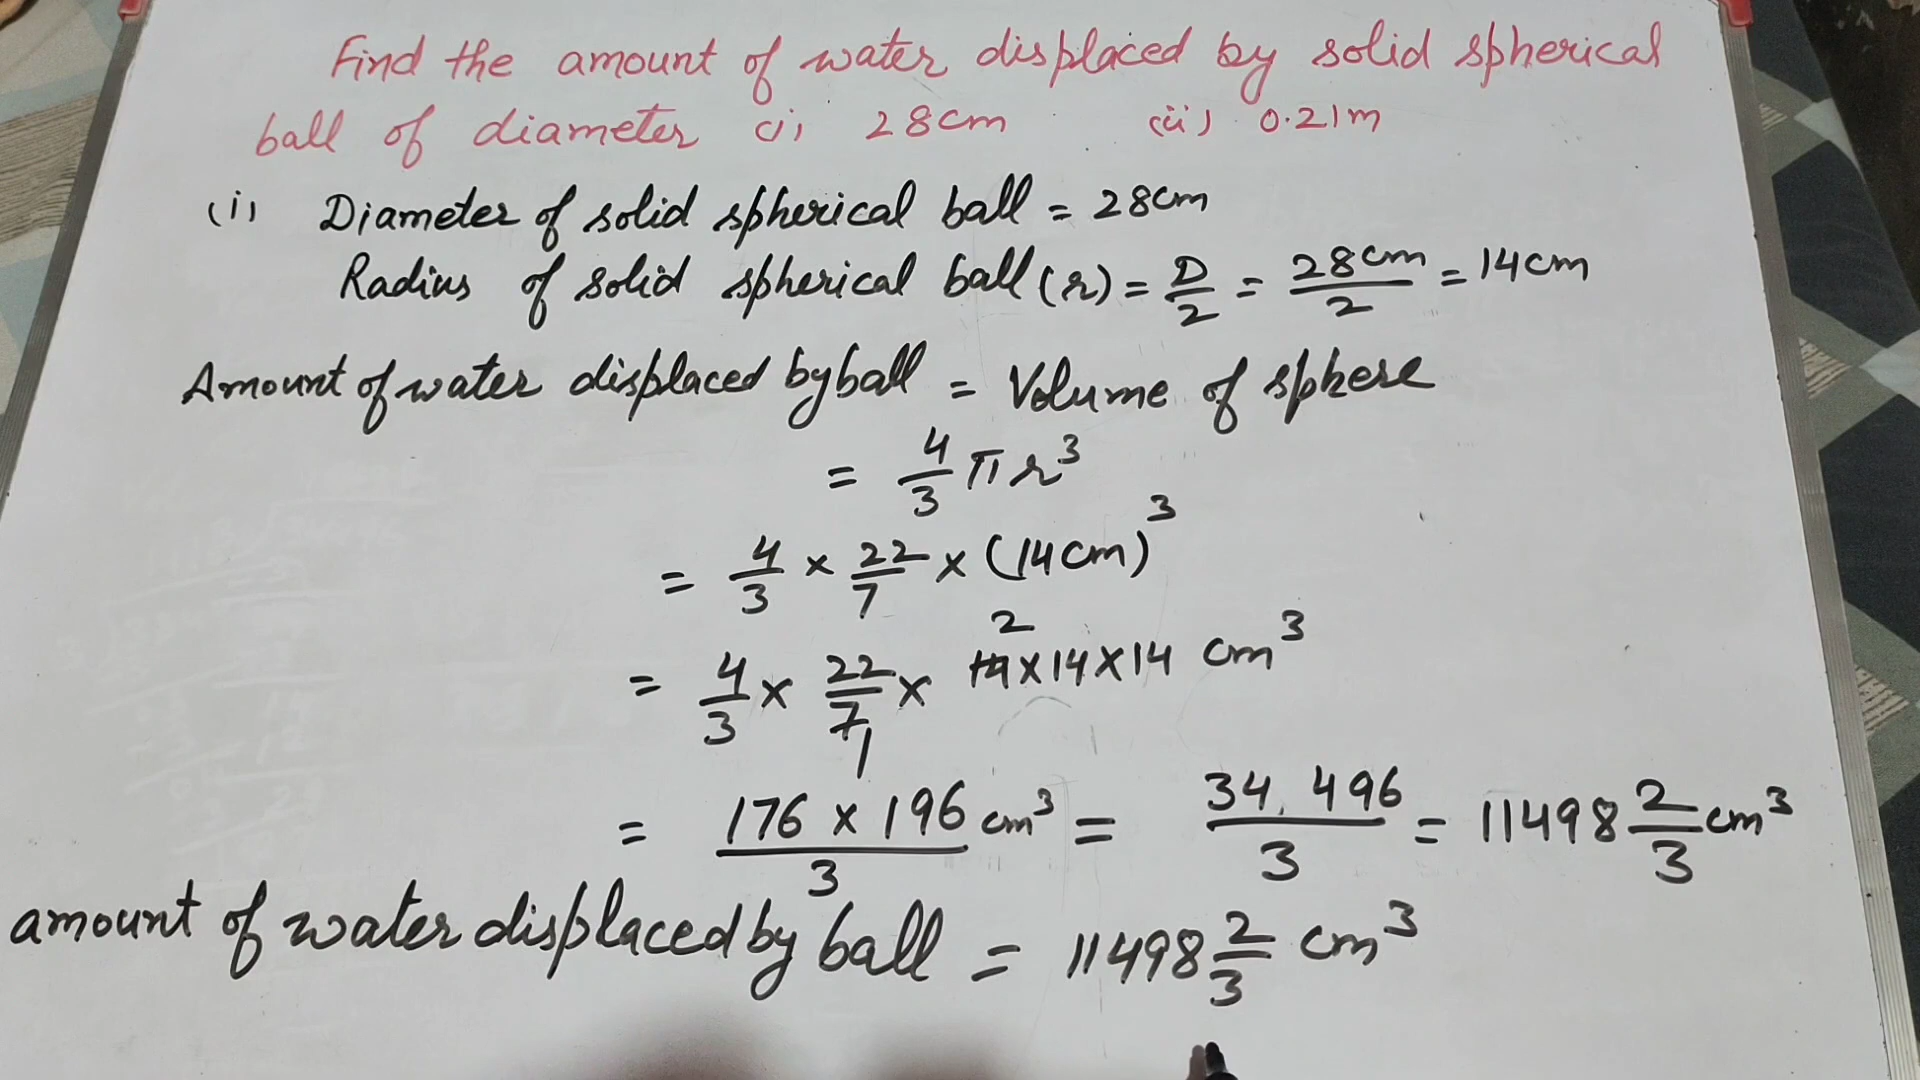 Find the amount of water displaced by solid spherical
ball of diameter (i) 28cm (ii) 0.21m
(i) Diameter of solid spherical ball = 28cm
Radius of solid spherical ball (r) = D/2 = 28cm/2 = 14cm
Amount of water displaced by ball = Volume of sphere
= 4/3 π r³
= 4/3 × 22/7 × (14cm)³
2
= 4/3 × 22/7 × 14×14×14 cm³
1
= 176 × 196/3 cm³ = 34,496/3 = 11498 2/3 cm³
amount of water displaced by ball = 11498 2/3 cm³